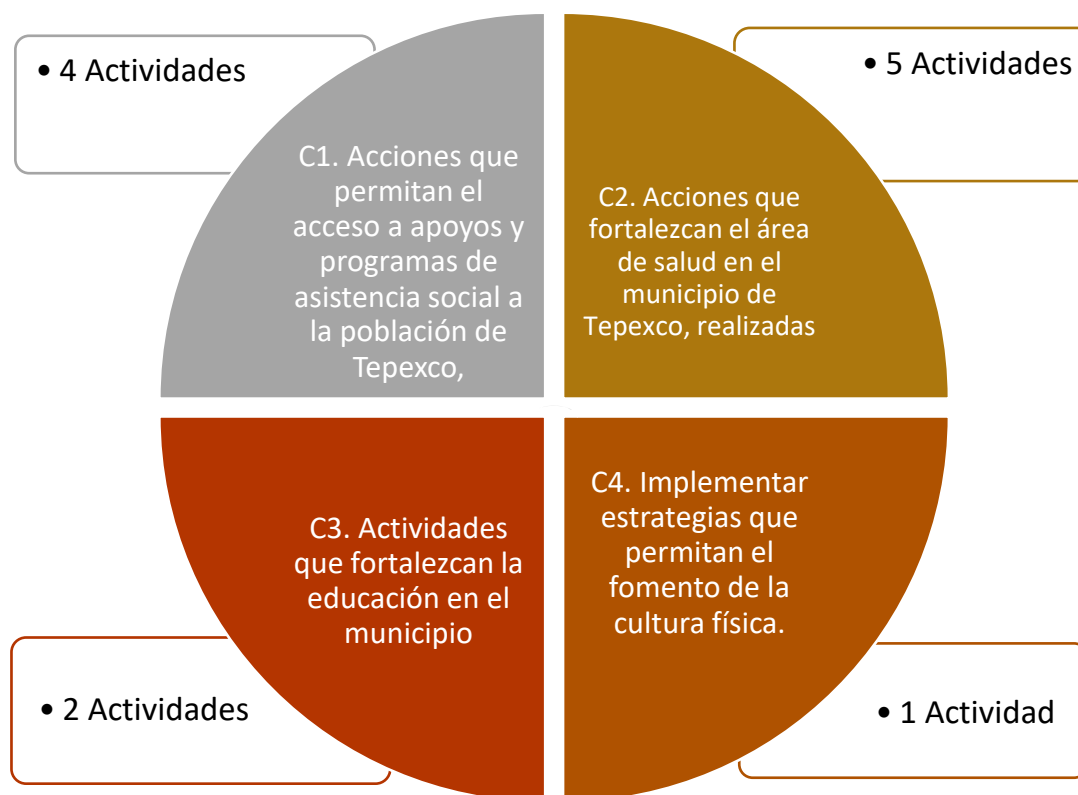 • 4 Actividades
C1. Acciones que
permitan el
acceso a apoyos y
programas de
asistencia social a
la población de
Tepexco,
• 5 Actividades
C2. Acciones que
fortalezcan el área
de salud en el
municipio de
Tepexco, realizadas
C3. Actividades
que fortalezcan la
educación en el
municipio
• 2 Actividades
C4. Implementar
estrategias que
permitan el
fomento de la
cultura física.
• 1 Actividad